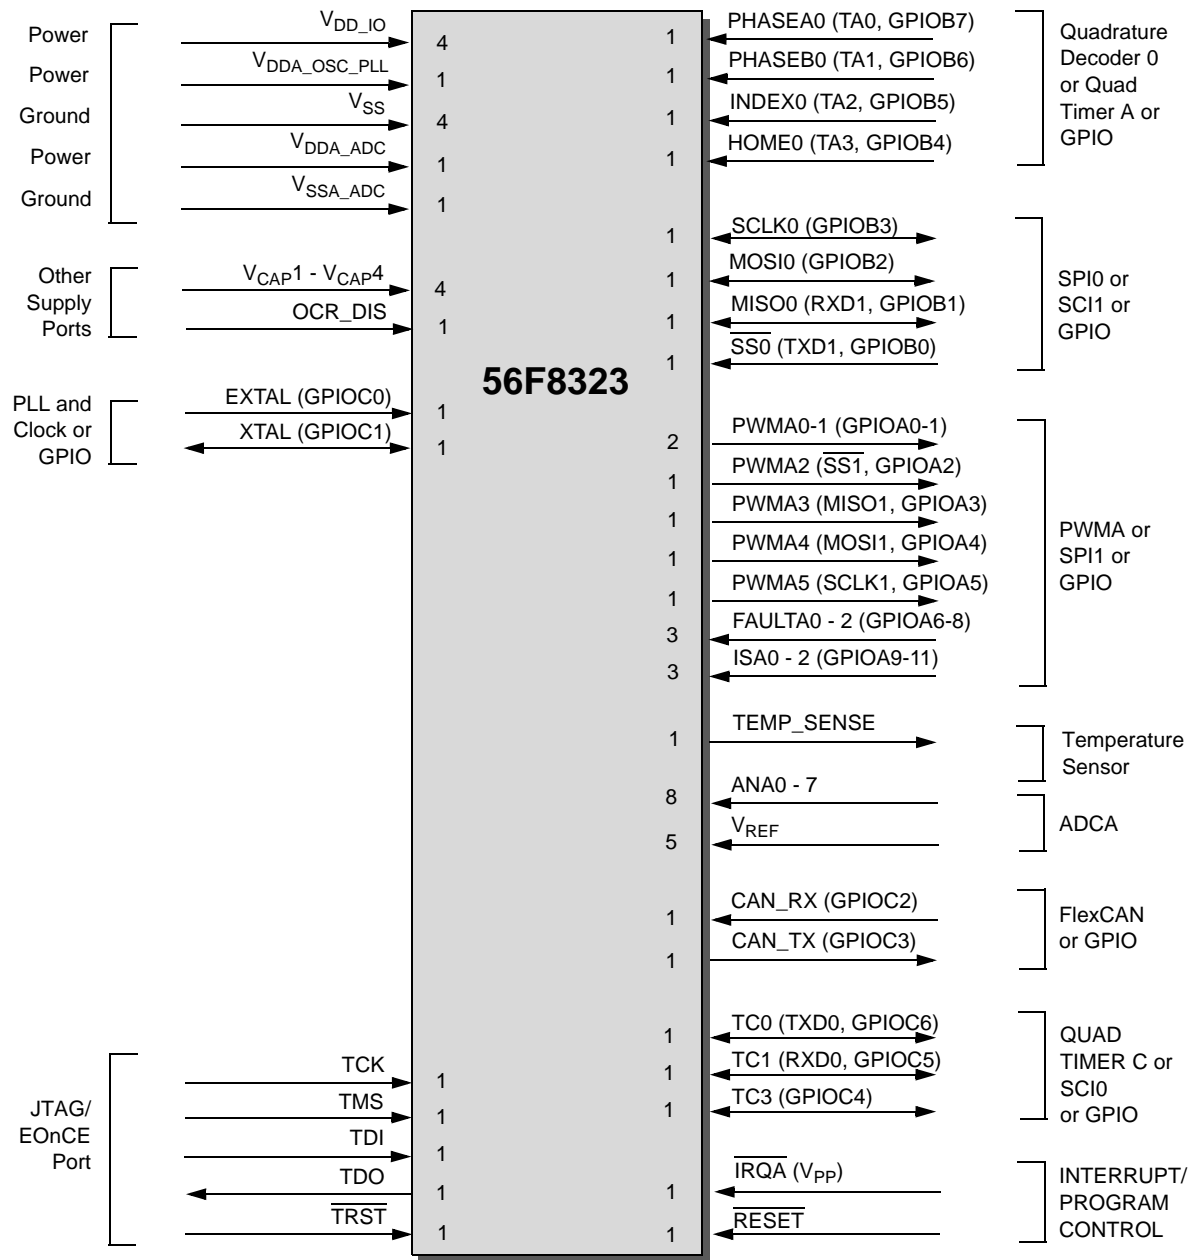 Power
V_DD_IO
4
Power
V_DDA_OSC_PLL
1
Ground
V_SS
4
Power
V_DDA_ADC
1
Ground
V_SSA_ADC
1
Other
Supply
Ports
V_CAP1 - V_CAP4
4
OCR_DIS
1
PLL and
Clock or
GPIO
EXTAL (GPIOC0)
1
XTAL (GPIOC1)
1
JTAG/
EOnCE
Port
TCK
1
TMS
1
TDI
1
TDO
1
TRST
1
56F8323
1
PHASEA0 (TA0, GPIOB7)
1
PHASEB0 (TA1, GPIOB6)
1
INDEX0 (TA2, GPIOB5)
1
HOME0 (TA3, GPIOB4)
Quadrature
Decoder 0
or Quad
Timer A or
GPIO
1
SCLK0 (GPIOB3)
1
MOSI0 (GPIOB2)
1
MISO0 (RXD1, GPIOB1)
1
SS0 (TXD1, GPIOB0)
SPI0 or
SCI1 or
GPIO
2
PWMA0-1 (GPIOA0-1)
1
PWMA2 (SS1, GPIOA2)
1
PWMA3 (MISO1, GPIOA3)
1
PWMA4 (MOSI1, GPIOA4)
1
PWMA5 (SCLK1, GPIOA5)
3
FAULTA0 - 2 (GPIOA6-8)
3
ISA0 - 2 (GPIOA9-11)
PWMA or
SPI1 or
GPIO
1
TEMP_SENSE
Temperature
Sensor
8
ANA0 - 7
5
V_REF
ADCA
1
CAN_RX (GPIOC2)
1
CAN_TX (GPIOC3)
FlexCAN
or GPIO
1
TC0 (TXD0, GPIOC6)
1
TC1 (RXD0, GPIOC5)
1
TC3 (GPIOC4)
QUAD
TIMER C or
SCI0
or GPIO
1
IRQA (V_PP)
1
RESET
INTERRUPT/
PROGRAM
CONTROL